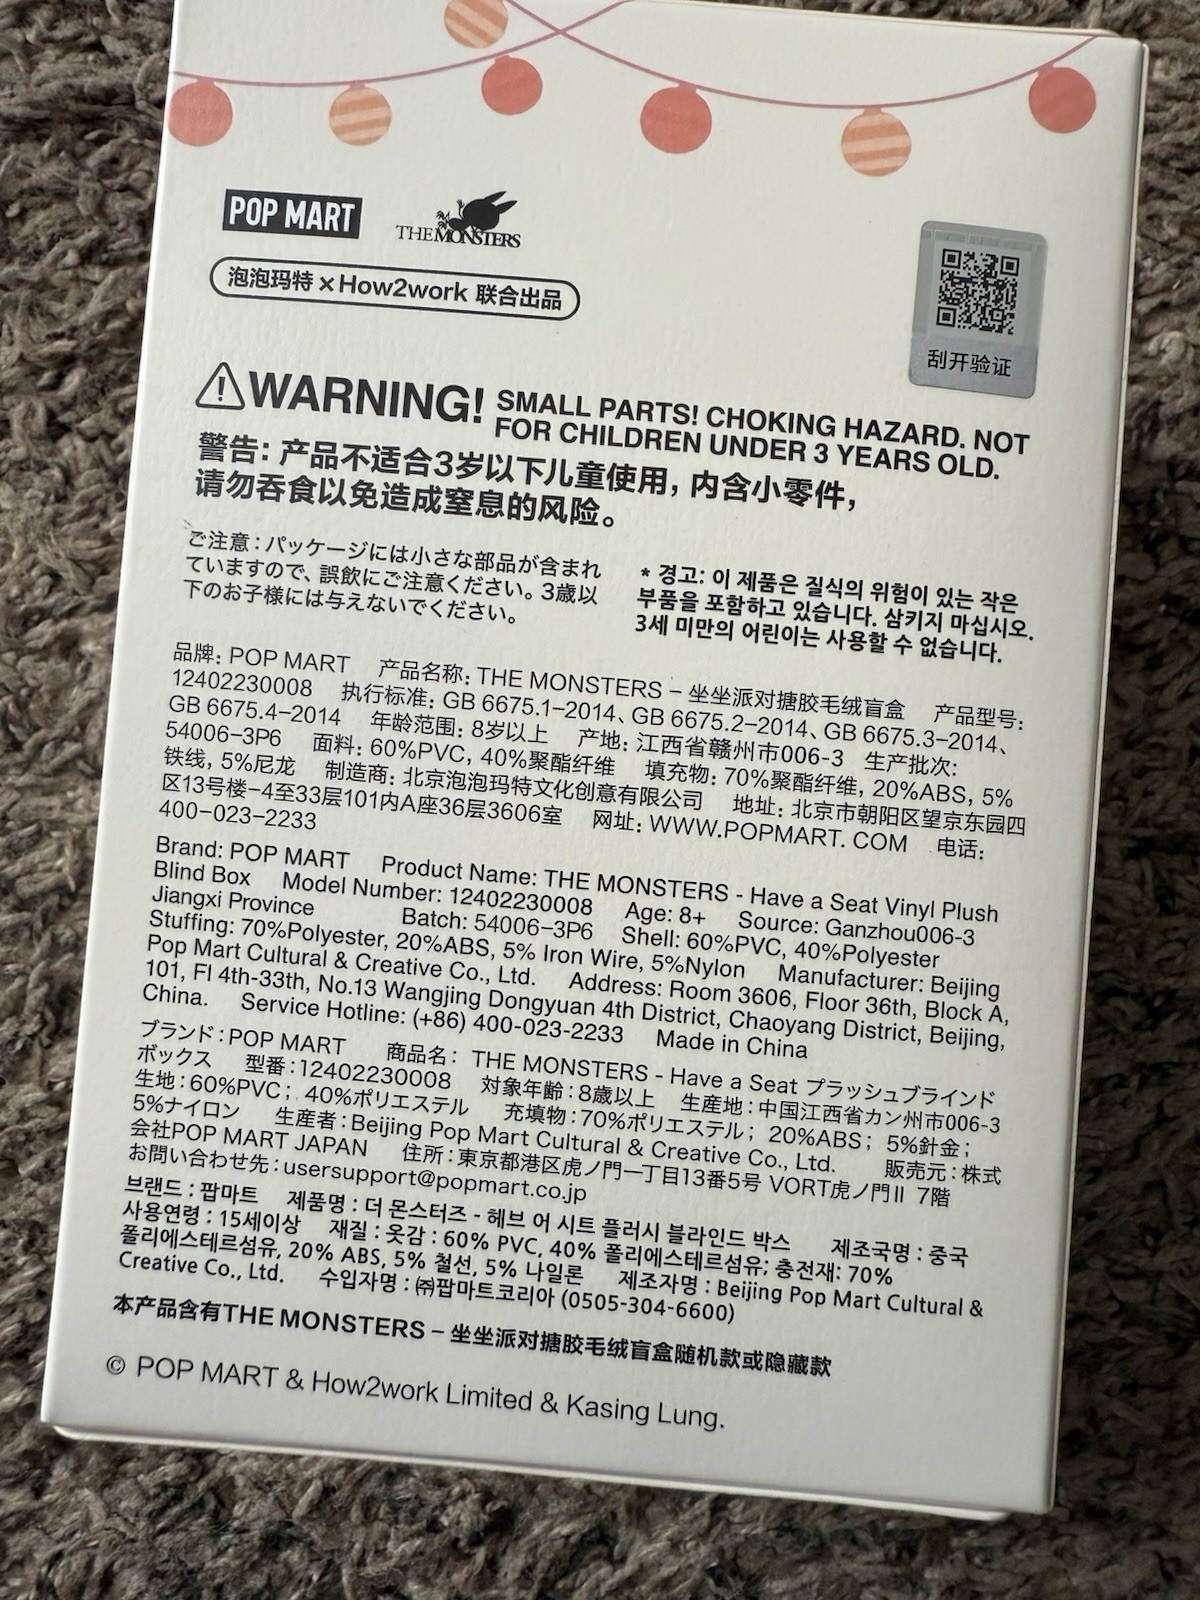 POP MART
THE MONSTERS
泡泡玛特×How2work 联合出品
刮开验证
WARNING! SMALL PARTS! CHOKING HAZARD. NOT
FOR CHILDREN UNDER 3 YEARS OLD.
警告: 产品不适合3岁以下儿童使用, 内含小零件,
请勿吞食以免造成窒息的风险。
ご注意:パッケージには小さな部品が含まれ
ていますので、誤飲にご注意ください。3歳以
下のお子様には与えないでください。
* 경고: 이 제품은 질식의 위험이 있는 작은
부품을 포함하고 있습니다. 삼키지 마십시오.
3세 미만의 어린이는 사용할 수 없습니다.
品牌: POP MART 产品名称: THE MONSTERS – 坐坐派对搪胶毛绒盲盒 产品型号:
12402230008 执行标准: GB 6675.1–2014、GB 6675.2–2014、GB 6675.3–2014、
GB 6675.4–2014 年龄范围: 8岁以上 产地: 江西省赣州市006-3 生产批次:
54006–3P6 面料: 60%PVC, 40%聚酯纤维 填充物: 70%聚酯纤维, 20%ABS, 5%
铁线, 5%尼龙 制造商: 北京泡泡玛特文化创意有限公司 地址: 北京市朝阳区望京东园四
区13号楼-4至33层101内A座36层3606室 网址: WWW.POPMART. COM 电话:
400-023-2233
Brand: POP MART Product Name: THE MONSTERS - Have a Seat Vinyl Plush
Blind Box Model Number: 12402230008 Age: 8+ Source: Ganzhou006-3
Jiangxi Province Batch: 54006–3P6 Shell: 60%PVC, 40%Polyester
Stuffing: 70%Polyester, 20%ABS, 5% Iron Wire, 5%Nylon Manufacturer: Beijing
Pop Mart Cultural & Creative Co., Ltd. Address: Room 3606, Floor 36th, Block A,
101, Fl 4th-33th, No.13 Wangjing Dongyuan 4th District, Chaoyang District, Beijing,
China. Service Hotline: (+86) 400-023-2233 Made in China
ブランド:POP MART 商品名: THE MONSTERS - Have a Seat プラッシュブラインド
ボックス 型番:12402230008 対象年齢:8歳以上 生産地:中国江西省カン州市006-3
生地:60%PVC; 40%ポリエステル 充填物:70%ポリエステル; 20%ABS; 5%針金;
5%ナイロン 生産者:Beijing Pop Mart Cultural & Creative Co., Ltd. 販売元:株式
会社POP MART JAPAN 住所:東京都港区虎ノ門一丁目13番5号 VORT虎ノ門II 7階
お問い合わせ先:usersupport@popmart.co.jp
브랜드 : 팝마트 제품명 : 더 몬스터즈 - 헤브 어 시트 플러시 블라인드 박스 제조국명 : 중국
사용연령 : 15세이상 재질 : 옷감 : 60% PVC, 40% 폴리에스테르섬유; 충전재: 70%
폴리에스테르섬유, 20% ABS, 5% 철선, 5% 나일론 제조자명 : Beijing Pop Mart Cultural &
Creative Co., Ltd. 수입자명 : ㈜팝마트코리아 (0505-304-6600)
本产品含有THE MONSTERS – 坐坐派对搪胶毛绒盲盒随机款或隐藏款
© POP MART & How2work Limited & Kasing Lung.